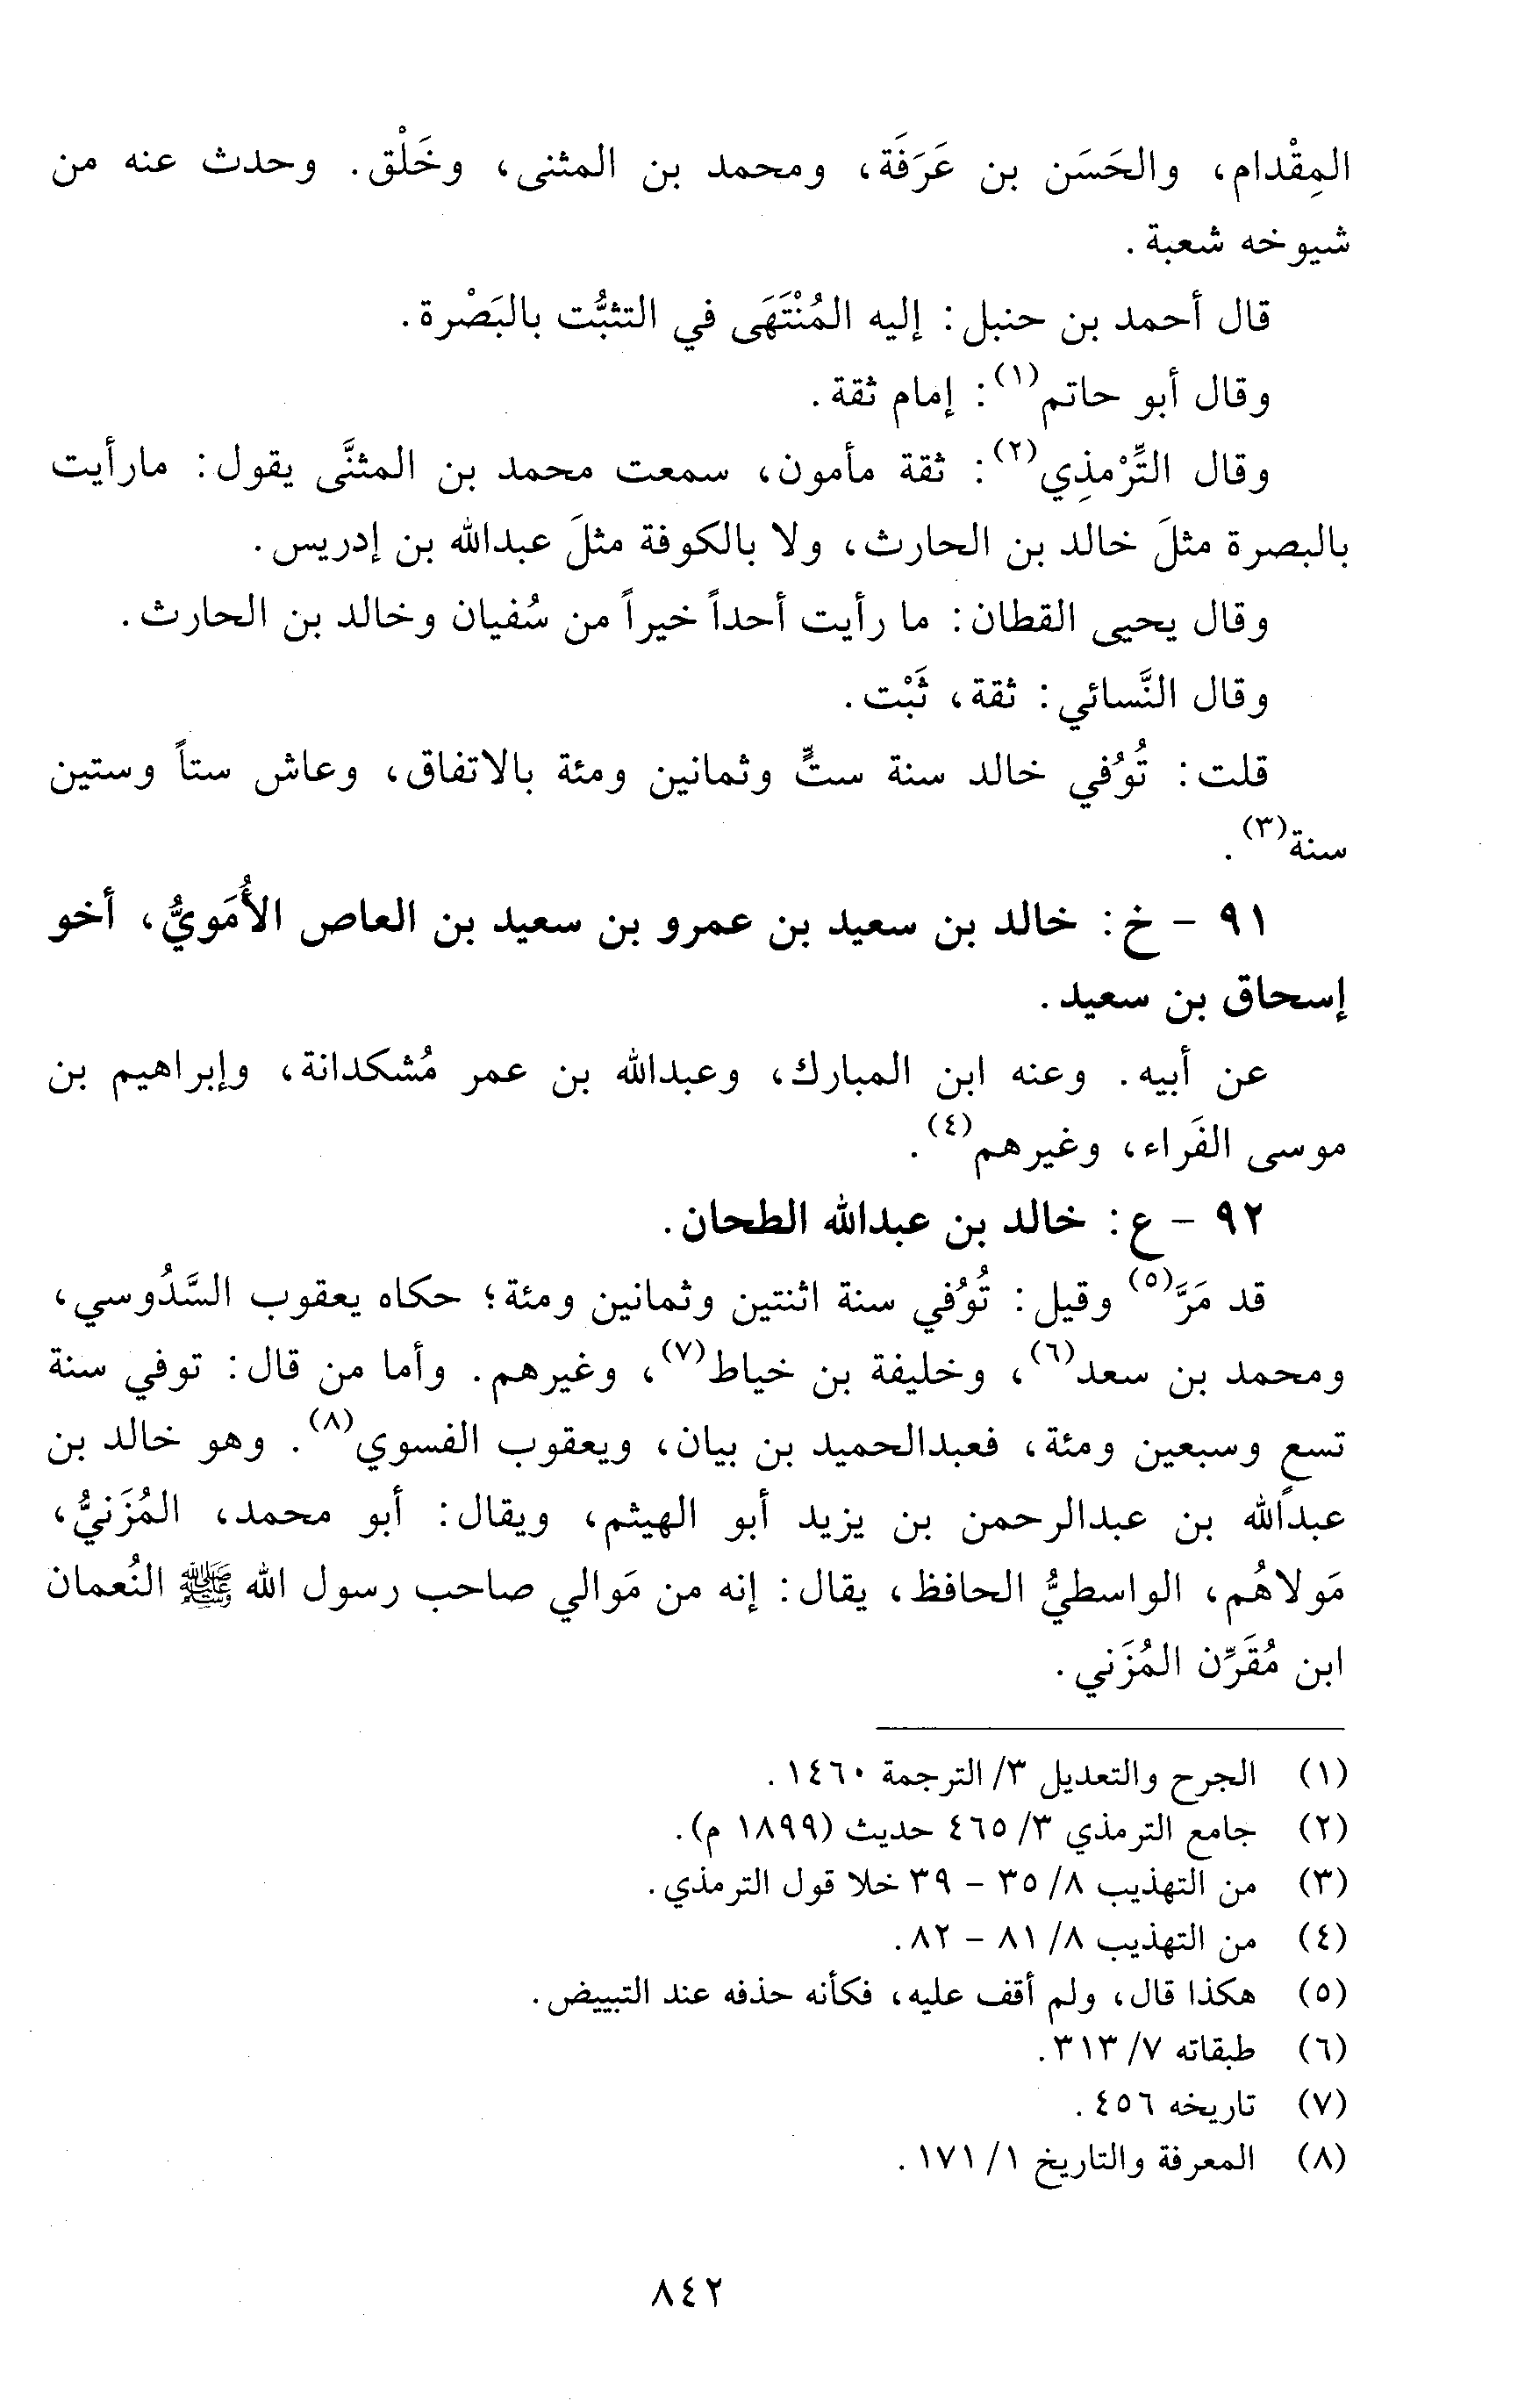 المِقْدام، والحَسَن بن عَرَفَة، ومحمد بن المثنى، وخَلْق. وحدث عنه من
شيوخه شعبة.
قال أحمد بن حنبل: إليه المُنْتَهَى في التثبُّت بالبَصْرة.
وقال أبو حاتم(١): إمام ثقة.
وقال التِّرْمذِي(٢): ثقة مأمون، سمعت محمد بن المثنَّى يقول: مارأيت
بالبصرة مثلَ خالد بن الحارث، ولا بالكوفة مثلَ عبدالله بن إدريس.
وقال يحيى القطان: ما رأيت أحداً خيراً من سُفيان وخالد بن الحارث.
وقال النَّسائي: ثقة، ثَبْت.
قلت: تُوُفي خالد سنة ستٍّ وثمانين ومئة بالاتفاق، وعاش ستاً وستين
سنة(٣).
٩١ - خ: خالد بن سعيد بن عمرو بن سعيد بن العاص الأُمَويُّ، أخو
إسحاق بن سعيد.
عن أبيه. وعنه ابن المبارك، وعبدالله بن عمر مُشكدانة، وإبراهيم بن
موسى الفَراء، وغيرهم(٤).
٩٢ - ع: خالد بن عبدالله الطحان.
قد مَرَّ(٥) وقيل: تُوُفي سنة اثنتين وثمانين ومئة؛ حكاه يعقوب السَّدُوسي،
ومحمد بن سعد(٦)، وخليفة بن خياط(٧)، وغيرهم. وأما من قال: توفي سنة
تسعٍ وسبعين ومئة، فعبدالحميد بن بيان، ويعقوب الفسوي(٨). وهو خالد بن
عبدالله بن عبدالرحمن بن يزيد أبو الهيثم، ويقال: أبو محمد، المُزَنيُّ،
مَولاهُم، الواسطيُّ الحافظ، يقال: إنه من مَوالي صاحب رسول الله ﷺ النُعمان
ابن مُقَرِّن المُزَني.
(١) الجرح والتعديل ٣/ الترجمة ١٤٦٠.
(٢) جامع الترمذي ٣/ ٤٦٥ حديث (١٨٩٩ م).
(٣) من التهذيب ٨/ ٣٥ - ٣٩ خلا قول الترمذي.
(٤) من التهذيب ٨/ ٨١ - ٨٢.
(٥) هكذا قال، ولم أقف عليه، فكأنه حذفه عند التبييض.
(٦) طبقاته ٧/ ٣١٣.
(٧) تاريخه ٤٥٦.
(٨) المعرفة والتاريخ ١/ ١٧١.
٨٤٢